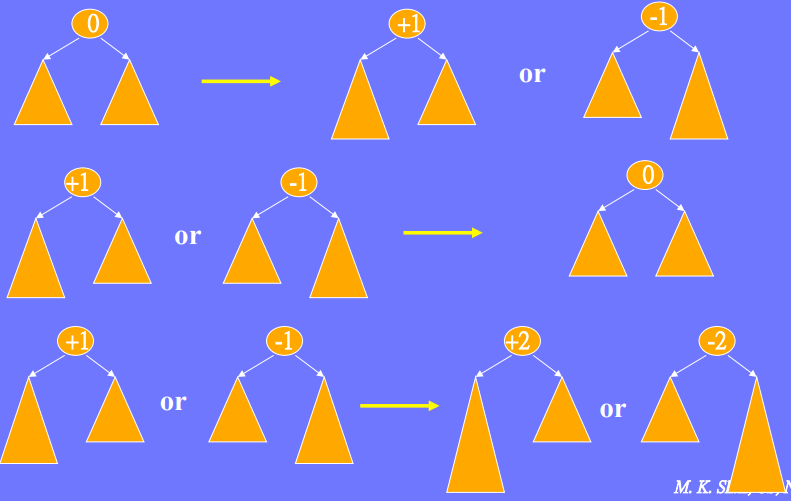 0 +1 or -1
+1 or -1 0
+1 or -1 +2 or -2
M. K.